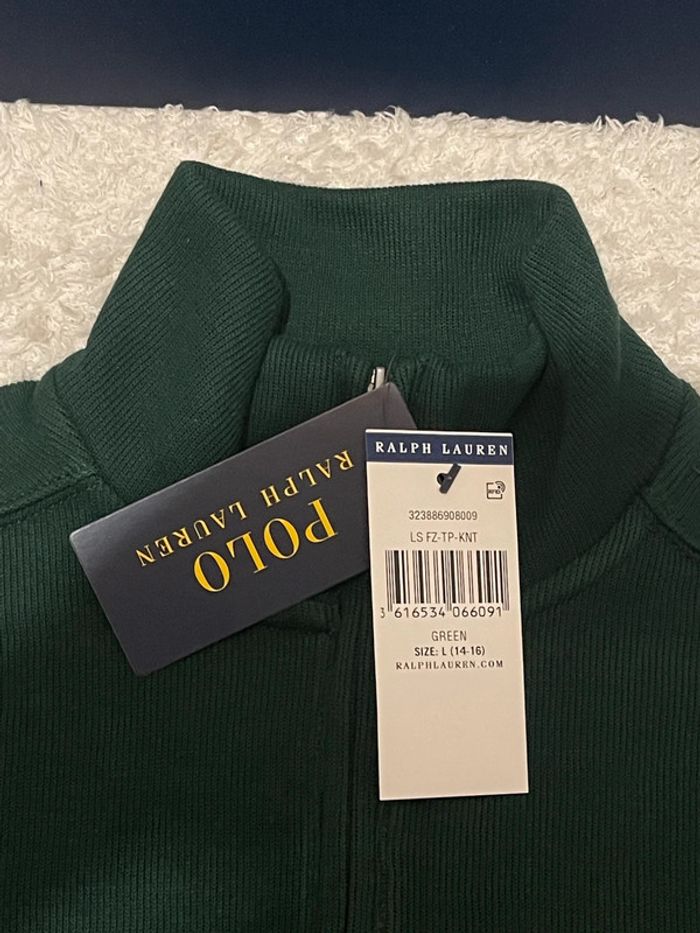 POLO
RALPH LAUREN
RALPH LAUREN
RFID
323886908009
LS FZ-TP-KNT
3 616534 066091
GREEN
SIZE: L (14-16)
RALPHLAUREN.COM